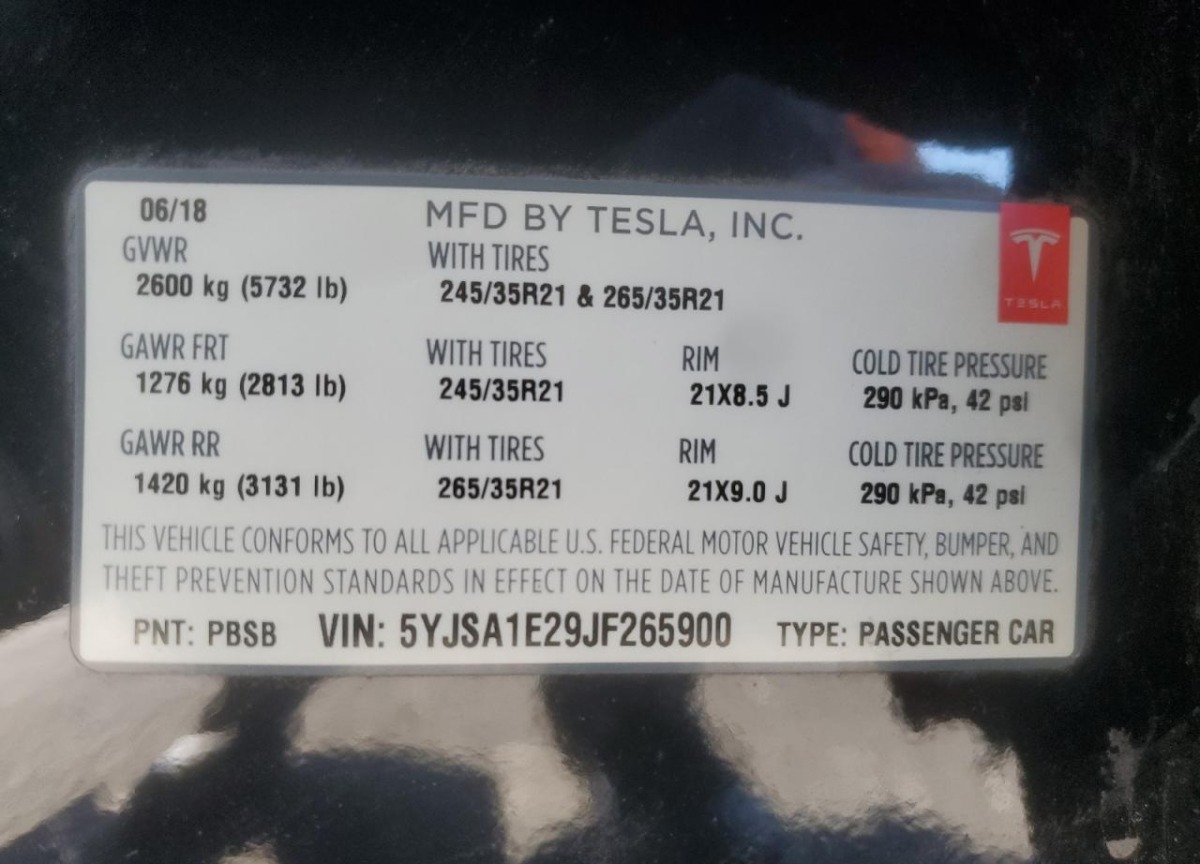 06/18 MFD BY TESLA, INC.
GVWR WITH TIRES
2600 kg (5732 lb) 245/35R21 & 265/35R21
TESLA
GAWR FRT WITH TIRES RIM COLD TIRE PRESSURE
1276 kg (2813 lb) 245/35R21 21X8.5 J 290 kPa, 42 psi
GAWR RR WITH TIRES RIM COLD TIRE PRESSURE
1420 kg (3131 lb) 265/35R21 21X9.0 J 290 kPa, 42 psi
THIS VEHICLE CONFORMS TO ALL APPLICABLE U.S. FEDERAL MOTOR VEHICLE SAFETY, BUMPER, AND
THEFT PREVENTION STANDARDS IN EFFECT ON THE DATE OF MANUFACTURE SHOWN ABOVE.
PNT: PBSB VIN: 5YJSA1E29JF265900 TYPE: PASSENGER CAR